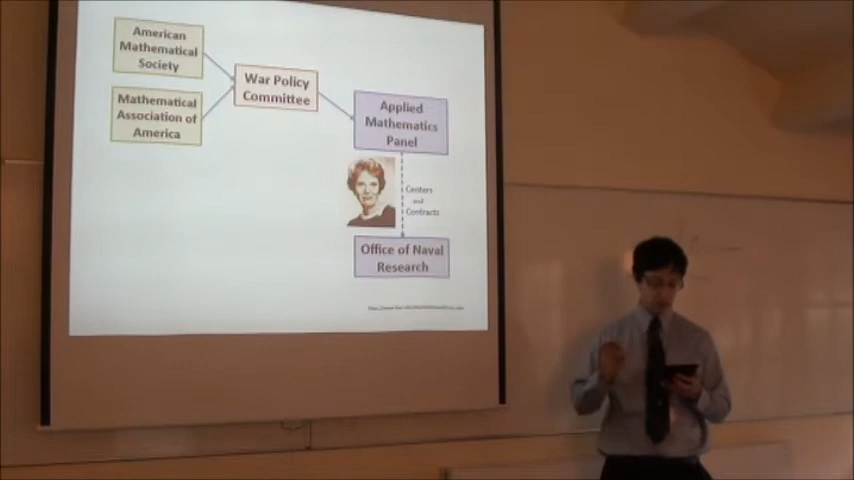 American
Mathematical
Society
Mathematical
Association of
America
War Policy
Committee
Applied
Mathematics
Panel
Centers
and
Contracts
Office of Naval
Research